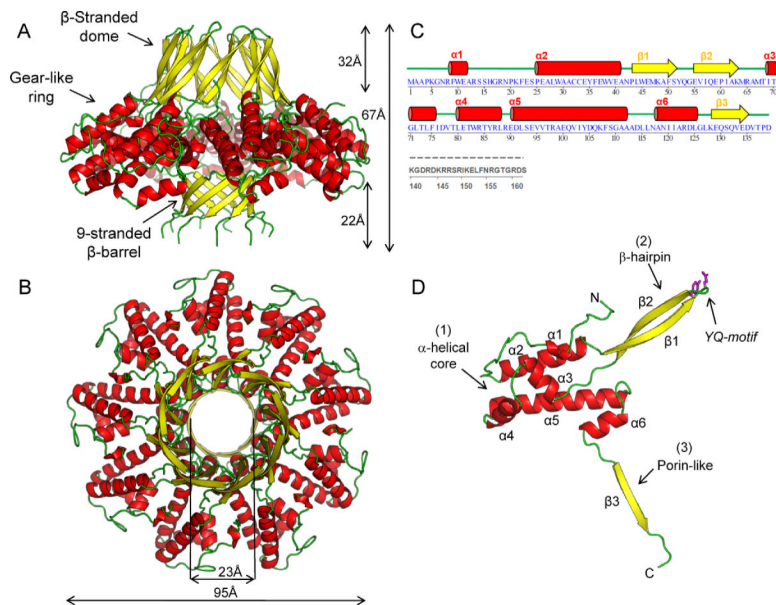 A
β-Stranded
dome
Gear-like
ring
9-stranded
β-barrel
32Å
67Å
22Å
B
23Å
95Å
C
α1 α2 β1 β2 α3
MAAPKGNRFWEARSSHGRNPKFESPEALWAACCEYFEWVEANPLWEMKAFSYQGEVIQEPIAKMRAMTIT
1 5 10 15 20 25 30 35 40 45 50 55 60 65 70
α4 α5 α6 β3
GLTLFIDVTLETWRTYRLREDLSEVVTRAEQVIYDQKFSGAAADLLNANIIARDLGLKEQSQVEDVTPD
71 75 80 85 90 95 100 105 110 115 120 125 130 135
KGDRDKRRSRIKELFNRGTGRDS
140 145 150 155 160
D
(2)
β-hairpin
N
β2
β1
YQ-motif
(1)
α-helical
core
α1
α2
α3
α4
α5
α6
(3)
Porin-like
β3
C